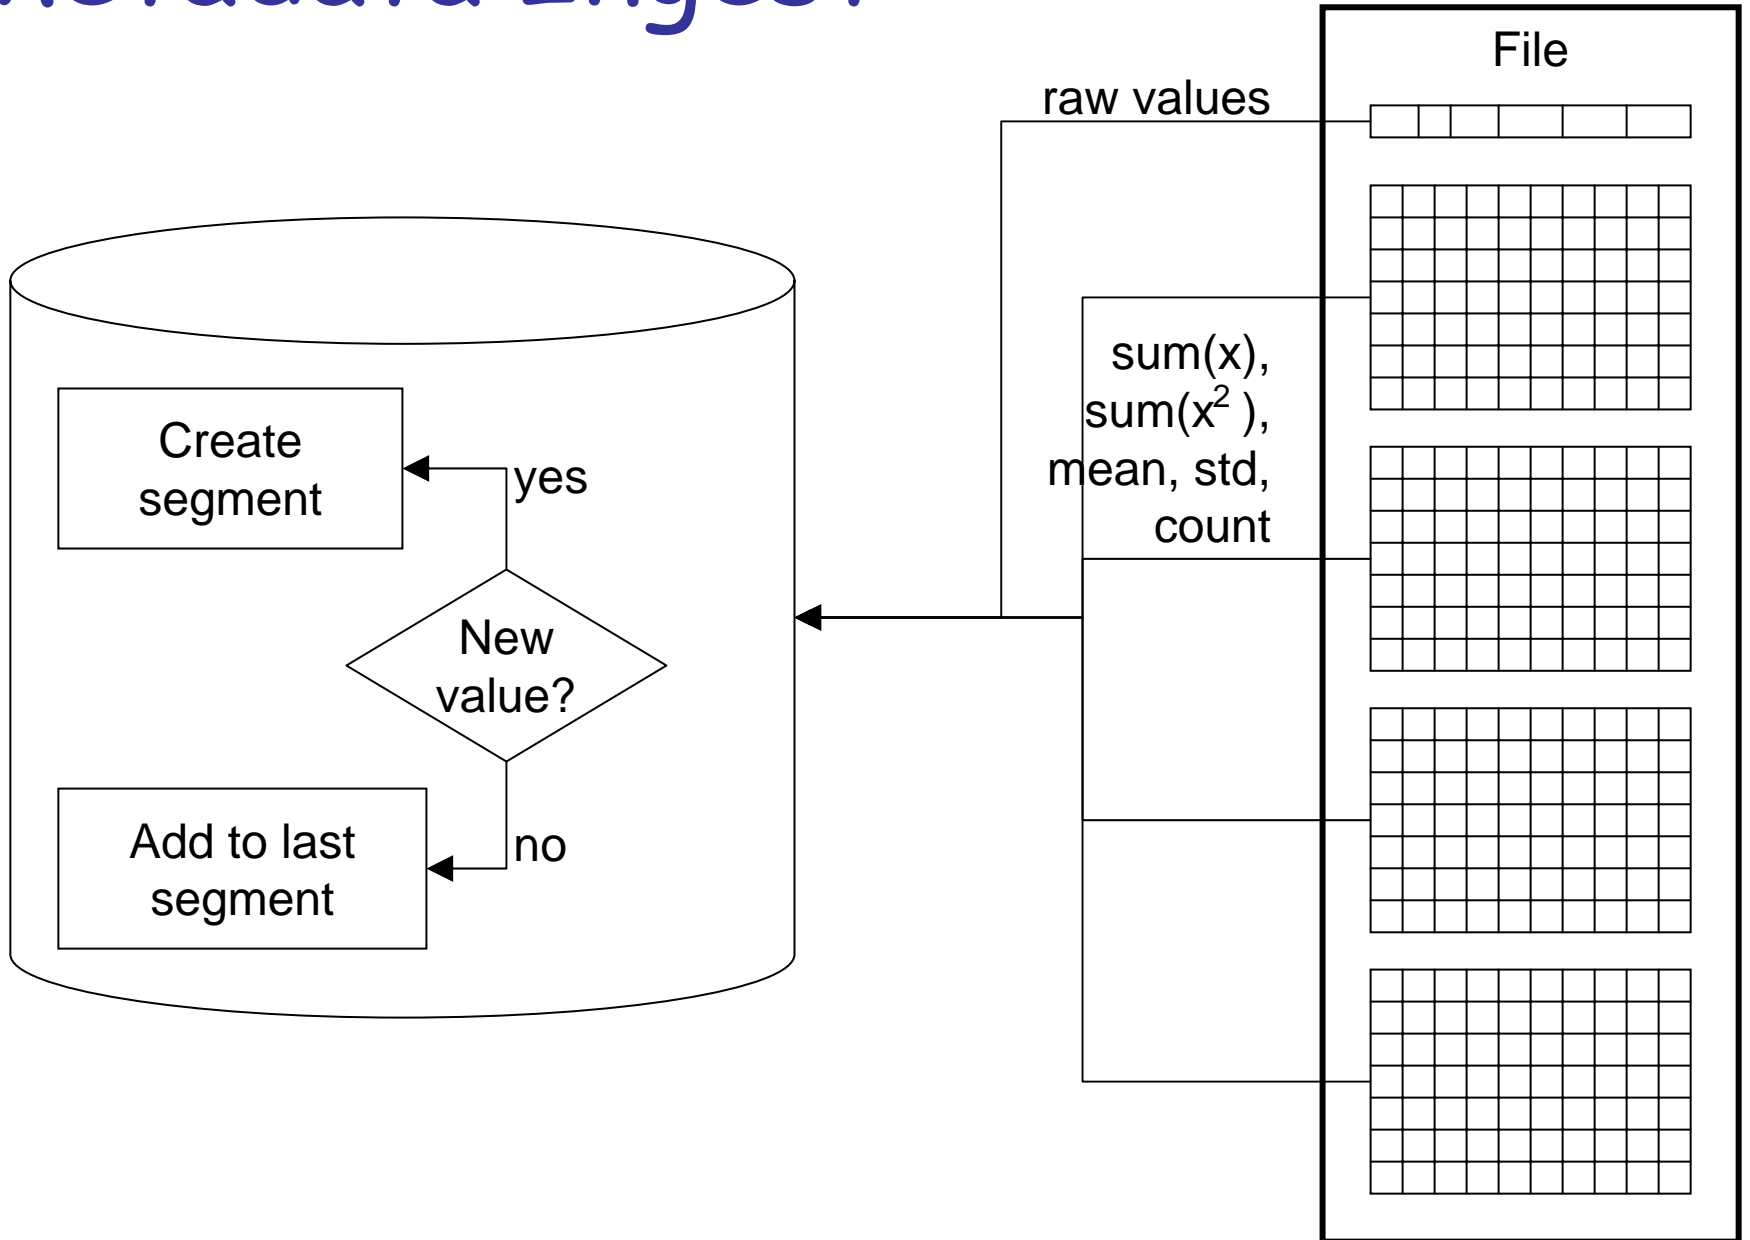 File
raw values
sum(x),
sum(x² ),
mean, std,
count
Create
segment
yes
New
value?
no
Add to last
segment